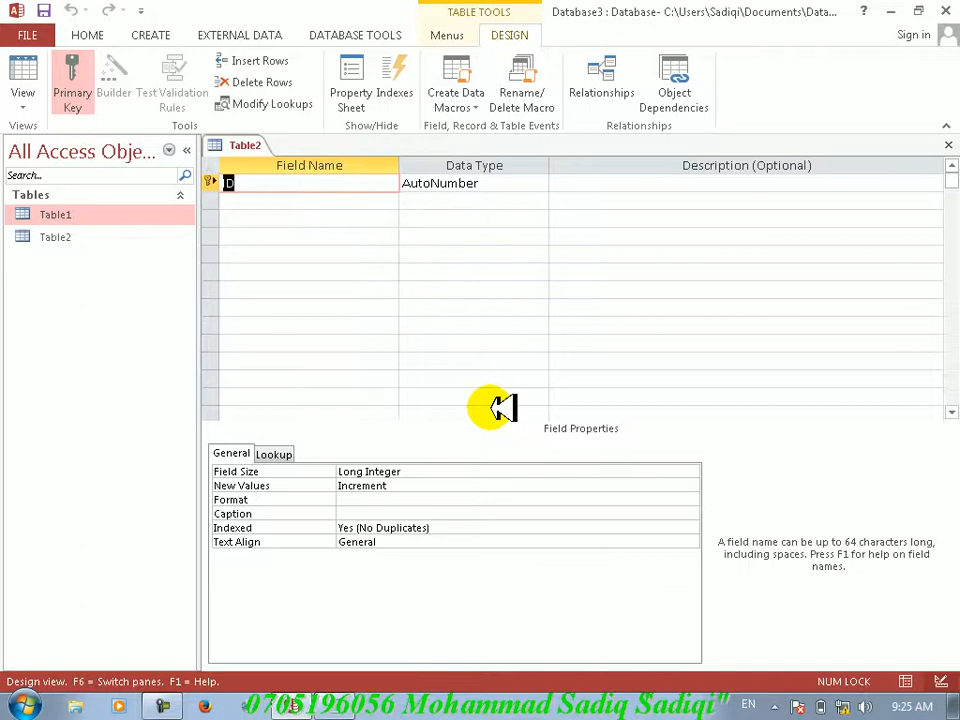 TABLE TOOLS
Database3 : Database- C:\Users\Sadiqi\Documents\Data...
FILE HOME CREATE EXTERNAL DATA DATABASE TOOLS Menus DESIGN
Sign in
View
Primary Key
Builder
Test Validation Rules
Insert Rows
Delete Rows
Modify Lookups
Property Sheet
Indexes
Create Data Macros
Rename/ Delete Macro
Relationships
Object Dependencies
Views Tools Show/Hide Field, Record & Table Events Relationships
All Access Obje...
Search...
Tables
Table1
Table2
Table2
Field Name Data Type Description (Optional)
ID AutoNumber
Field Properties
General Lookup
Field Size Long Integer
New Values Increment
Format
Caption
Indexed Yes (No Duplicates)
Text Align General
A field name can be up to 64 characters long,
including spaces. Press F1 for help on field
names.
Design view. F6 = Switch panes. F1 = Help.
NUM LOCK
0705196056 Mohammad Sadiq Sadiqi"
EN
9:25 AM